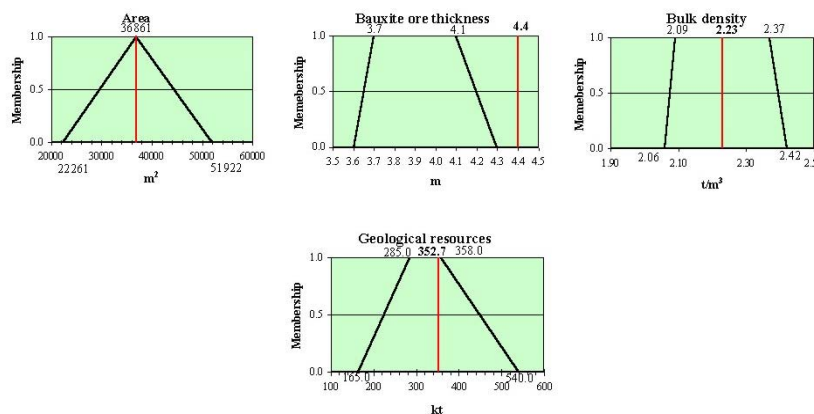 Area
36861
Membership
1.0
0.5
0.0
20000 30000 40000 50000 60000
22261 51922
m²
Bauxite ore thickness
3.7 4.1 4.4
Memebership
1.0
0.5
0.0
3.5 3.6 3.7 3.8 3.9 4.0 4.1 4.2 4.3 4.4 4.5
m
Bulk density
2.09 2.23 2.37
Memebership
1.0
0.5
0.0
1.90 2.10 2.30
2.06 2.42
t/m³
Geological resources
285.0 352.7 358.0
Membership
1.0
0.5
0.0
165.0 540.0
100 200 300 400 500 600
kt